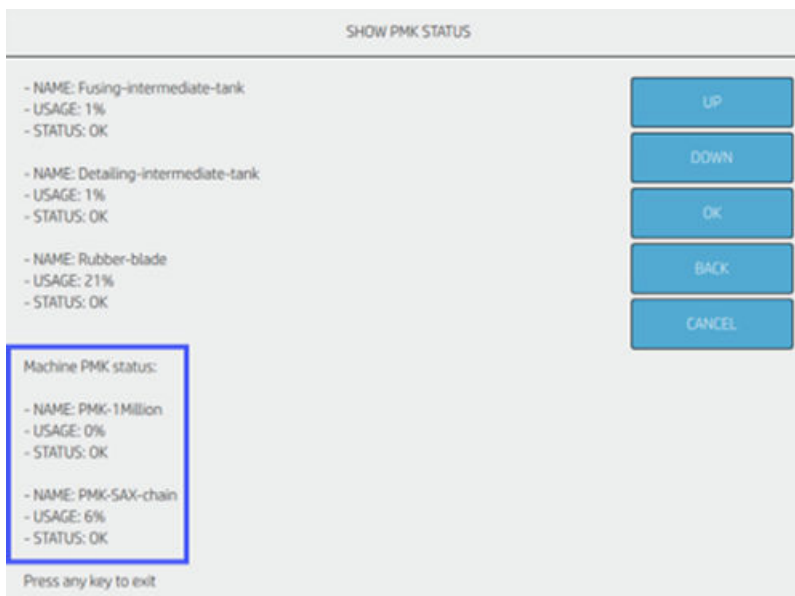 SHOW PMK STATUS
- NAME: Fusing-intermediate-tank
- USAGE: 1%
- STATUS: OK
- NAME: Detailing-intermediate-tank
- USAGE: 1%
- STATUS: OK
- NAME: Rubber-blade
- USAGE: 21%
- STATUS: OK
Machine PMK status:
- NAME: PMK-1Million
- USAGE: 0%
- STATUS: OK
- NAME: PMK-SAX-chain
- USAGE: 6%
- STATUS: OK
Press any key to exit
UP
DOWN
OK
BACK
CANCEL